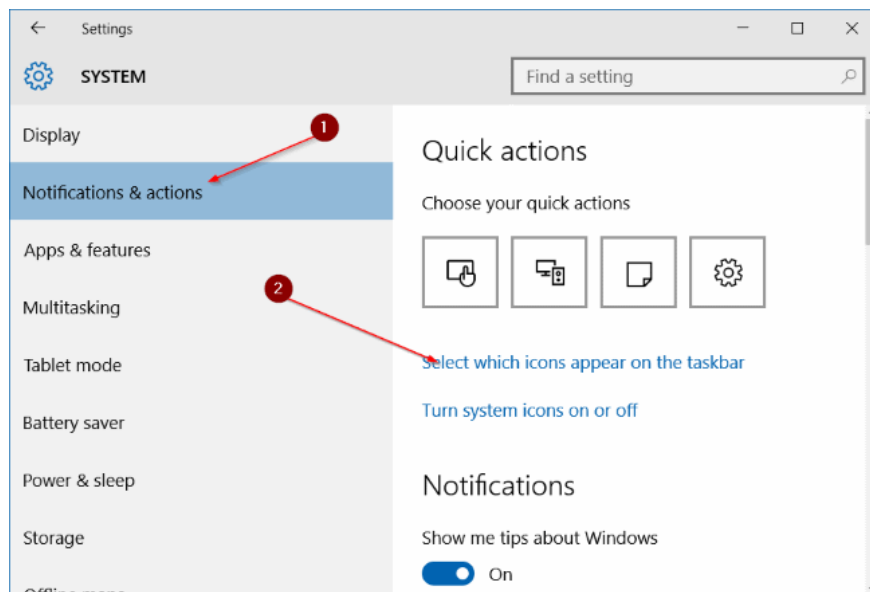 Settings
SYSTEM
Find a setting
Display
1
Notifications & actions
Apps & features
2
Multitasking
Tablet mode
Battery saver
Power & sleep
Storage
Quick actions
Choose your quick actions
Select which icons appear on the taskbar
Turn system icons on or off
Notifications
Show me tips about Windows
On